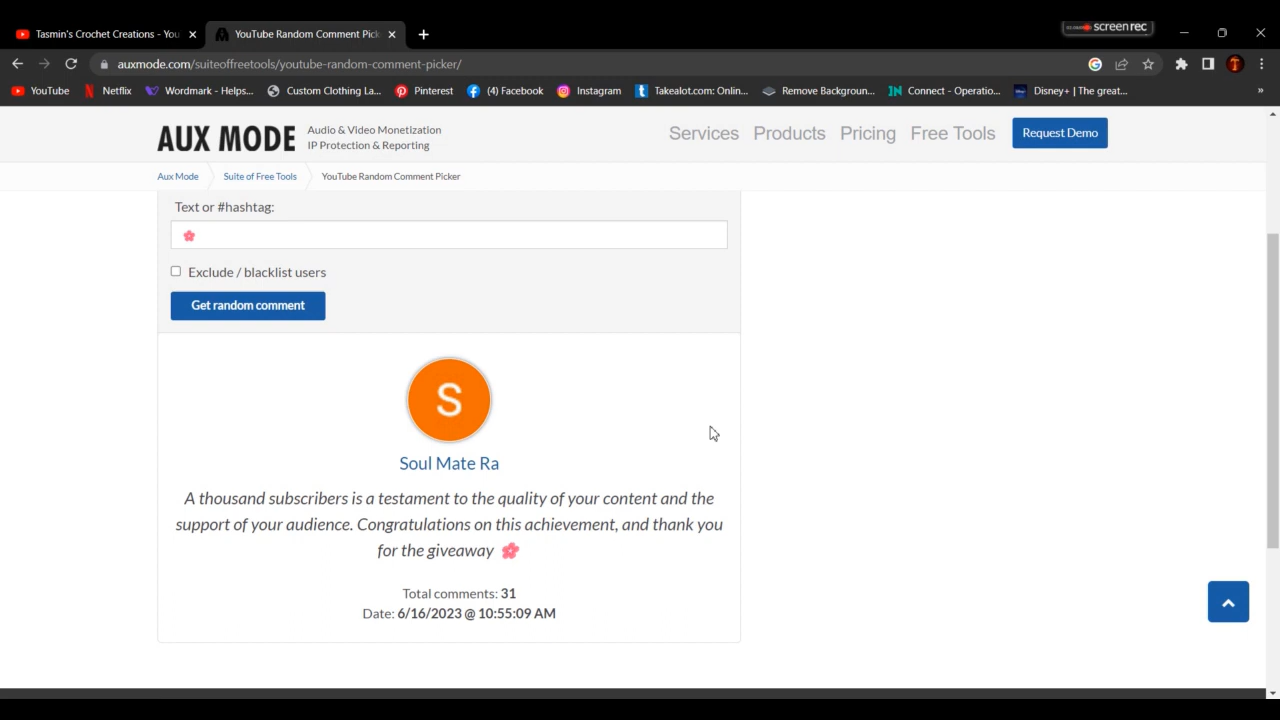 Tasmin's Crochet Creations - You
YouTube Random Comment Pick
screenrec
auxmode.com/suiteoffreetools/youtube-random-comment-picker/
YouTube Netflix Wordmark - Helps... Custom Clothing La... Pinterest (4) Facebook Instagram Takealot.com: Onlin... Remove Backgroun... Connect - Operatio... Disney+ | The great... »
AUX MODE
Audio & Video Monetization
IP Protection & Reporting
Services Products Pricing Free Tools Request Demo
Aux Mode Suite of Free Tools YouTube Random Comment Picker
Text or #hashtag:
🌸
Exclude / blacklist users
Get random comment
S
Soul Mate Ra
A thousand subscribers is a testament to the quality of your content and the
support of your audience. Congratulations on this achievement, and thank you
for the giveaway 🌸
Total comments: 31
Date: 6/16/2023 @ 10:55:09 AM